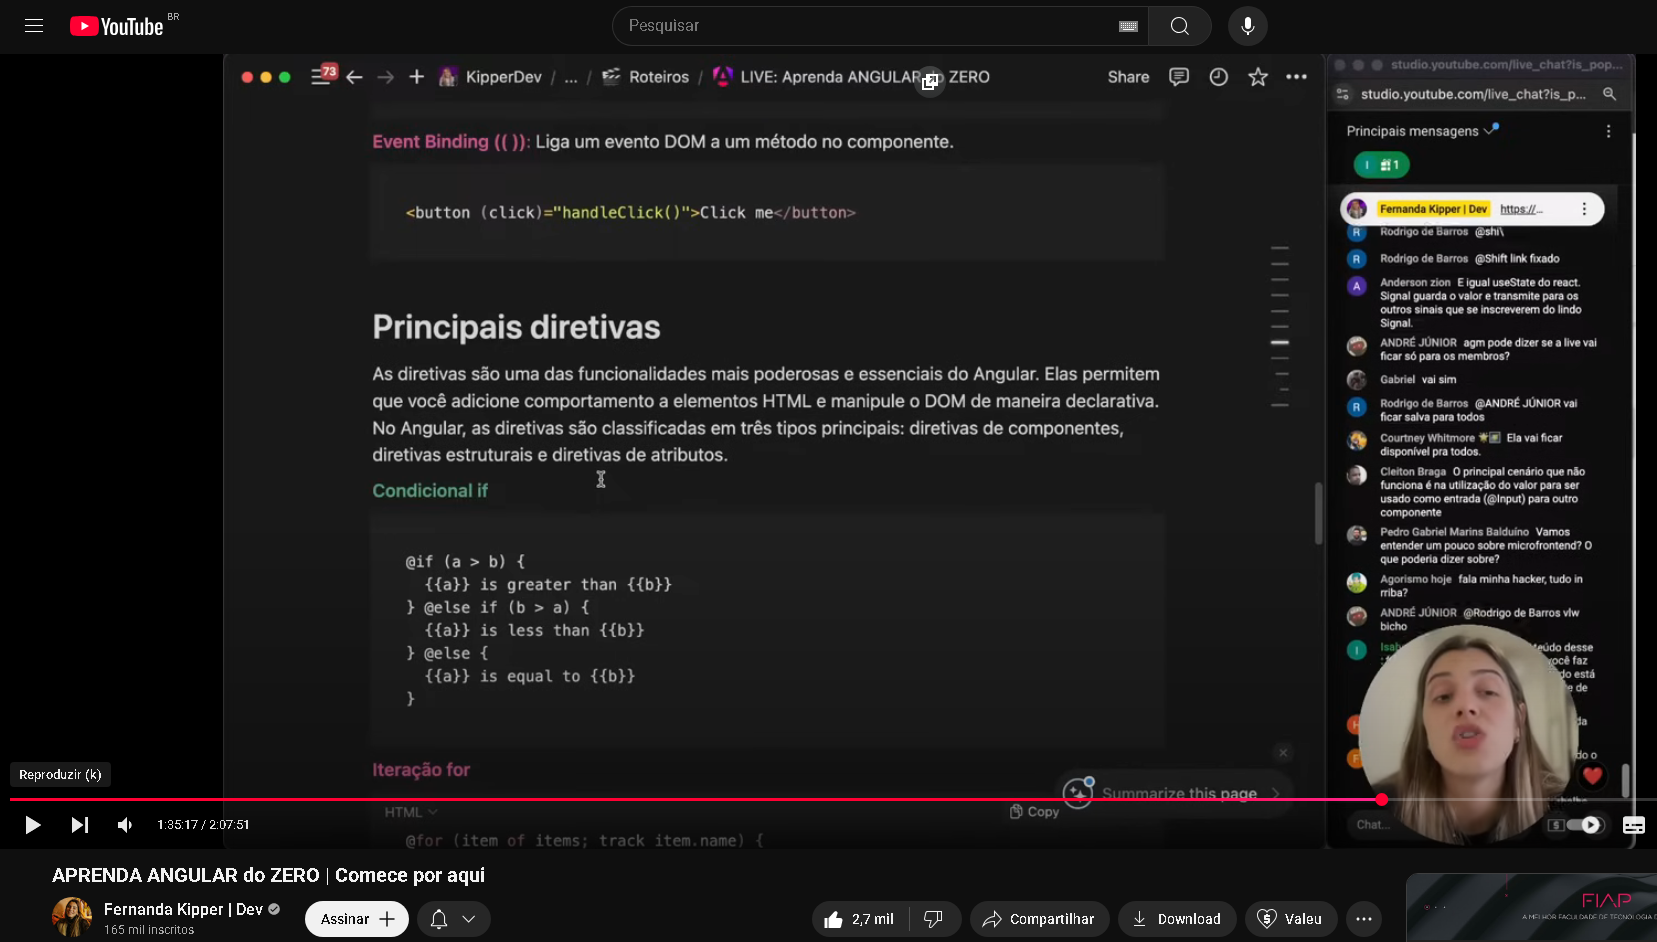 YouTube BR
Pesquisar
73
KipperDev / ... / Roteiros / LIVE: Aprenda ANGULAR do ZERO
Share
Event Binding (( )): Liga um evento DOM a um método no componente.
<button (click)="handleClick()">Click me</button>
Principais diretivas
As diretivas são uma das funcionalidades mais poderosas e essenciais do Angular. Elas permitem
que você adicione comportamento a elementos HTML e manipule o DOM de maneira declarativa.
No Angular, as diretivas são classificadas em três tipos principais: diretivas de componentes,
diretivas estruturais e diretivas de atributos.
Condicional if
@if (a > b) {
{{a}} is greater than {{b}}
} @else if (b > a) {
{{a}} is less than {{b}}
} @else {
{{a}} is equal to {{b}}
}
Iteração for
Summarize this page
HTML
Copy
@for (item of items; track item.name) {
studio.youtube.com/live_chat?is_pop...
studio.youtube.com/live_chat?is_p...
Principais mensagens
I 1
Fernanda Kipper | Dev https://...
R Rodrigo de Barros @shi\
R Rodrigo de Barros @Shift link fixado
A Anderson zion E igual useState do react.
Signal guarda o valor e transmite para os
outros sinais que se inscreverem do lindo
Signal.
ANDRÉ JÚNIOR agm pode dizer se a live vai
ficar só para os membros?
Gabriel vai sim
R Rodrigo de Barros @ANDRÉ JÚNIOR vai
ficar salva para todos
Courtney Whitmore Ela vai ficar
disponível pra todos.
Cleiton Braga O principal cenário que não
funciona é na utilização do valor para ser
usado como entrada (@Input) para outro
componente
Pedro Gabriel Marins Balduíno Vamos
entender um pouco sobre microfrontend? O
que poderia dizer sobre?
Agorismo hoje fala minha hacker, tudo in
rriba?
ANDRÉ JÚNIOR @Rodrigo de Barros vlw
bicho
I Isab teúdo desse
você faz
do está
de
Chat...
Reproduzir (k)
1:35:17 / 2:07:51
APRENDA ANGULAR do ZERO | Comece por aqui
Fernanda Kipper | Dev
165 mil inscritos
Assinar
2,7 mil
Compartilhar
Download
Valeu
FIAP
A MELHOR FACULDADE DE TECNOLOGIA D